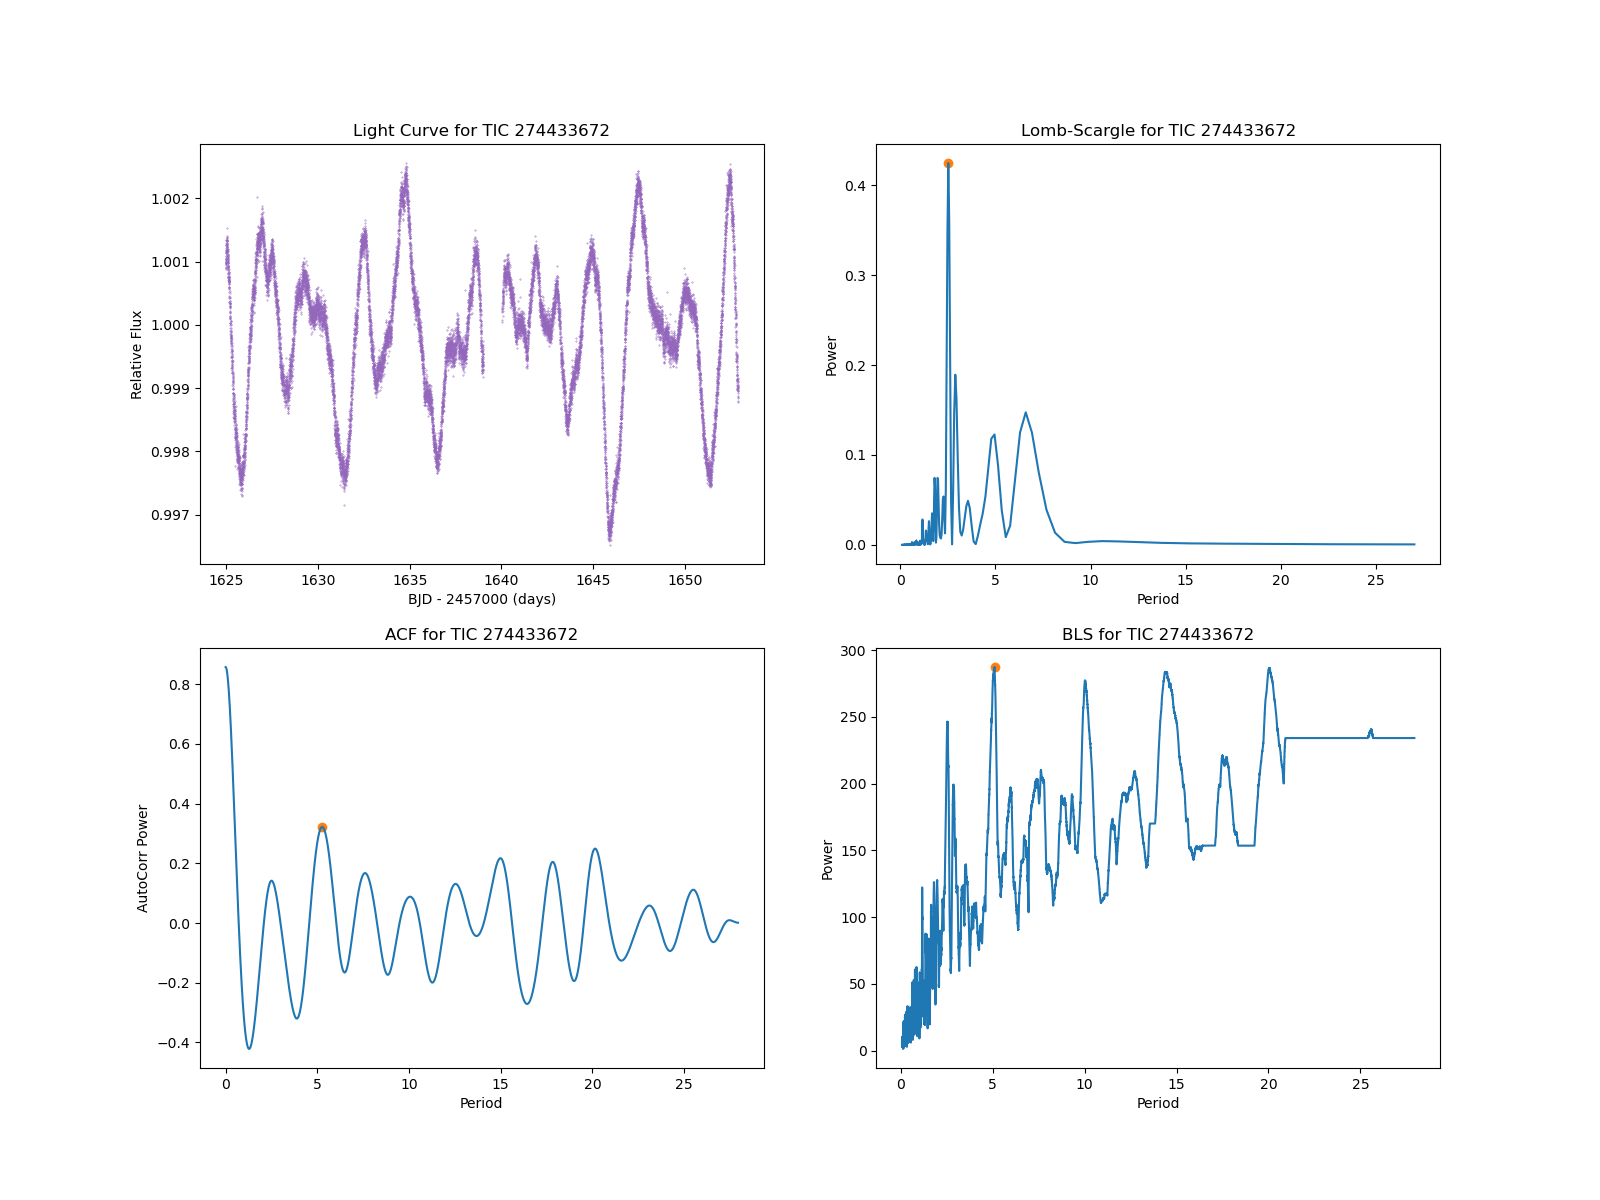 Light Curve for TIC 274433672
Relative Flux
1.002
1.001
1.000
0.999
0.998
0.997
1625 1630 1635 1640 1645 1650
BJD - 2457000 (days)
Lomb-Scargle for TIC 274433672
Power
0.4
0.3
0.2
0.1
0.0
0 5 10 15 20 25
Period
ACF for TIC 274433672
AutoCorr Power
0.8
0.6
0.4
0.2
0.0
−0.2
−0.4
0 5 10 15 20 25
Period
BLS for TIC 274433672
Power
300
250
200
150
100
50
0
0 5 10 15 20 25
Period